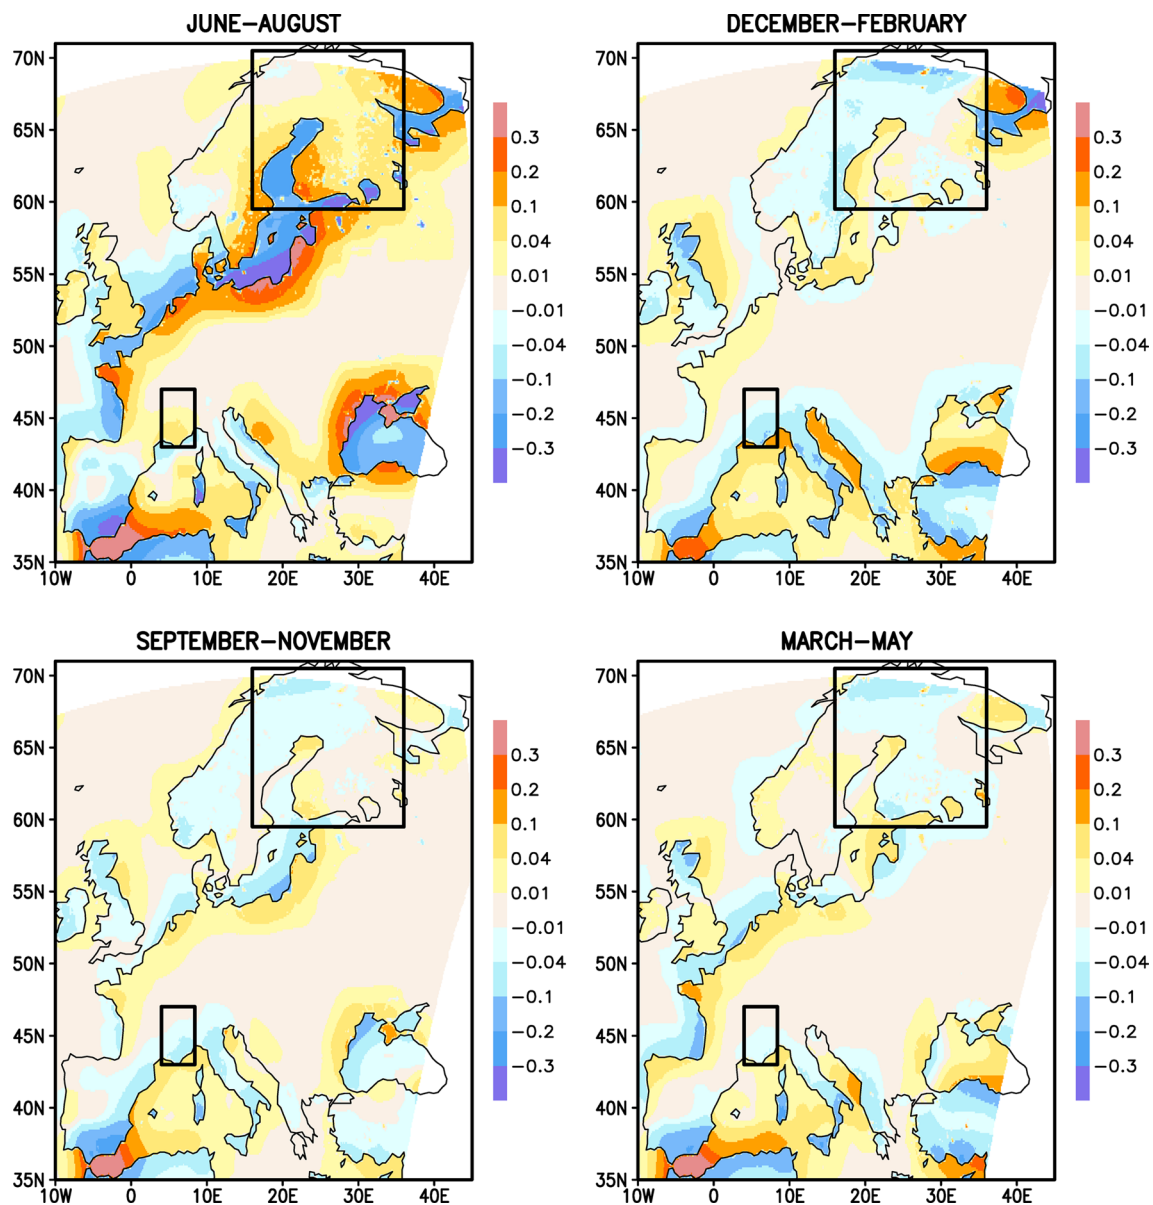 JUNE–AUGUST
70N
65N
60N
55N
50N
45N
40N
35N
10W 0 10E 20E 30E 40E
0.3
0.2
0.1
0.04
0.01
−0.01
−0.04
−0.1
−0.2
−0.3
DECEMBER–FEBRUARY
70N
65N
60N
55N
50N
45N
40N
35N
10W 0 10E 20E 30E 40E
0.3
0.2
0.1
0.04
0.01
−0.01
−0.04
−0.1
−0.2
−0.3
SEPTEMBER–NOVEMBER
70N
65N
60N
55N
50N
45N
40N
35N
10W 0 10E 20E 30E 40E
0.3
0.2
0.1
0.04
0.01
−0.01
−0.04
−0.1
−0.2
−0.3
MARCH–MAY
70N
65N
60N
55N
50N
45N
40N
35N
10W 0 10E 20E 30E 40E
0.3
0.2
0.1
0.04
0.01
−0.01
−0.04
−0.1
−0.2
−0.3